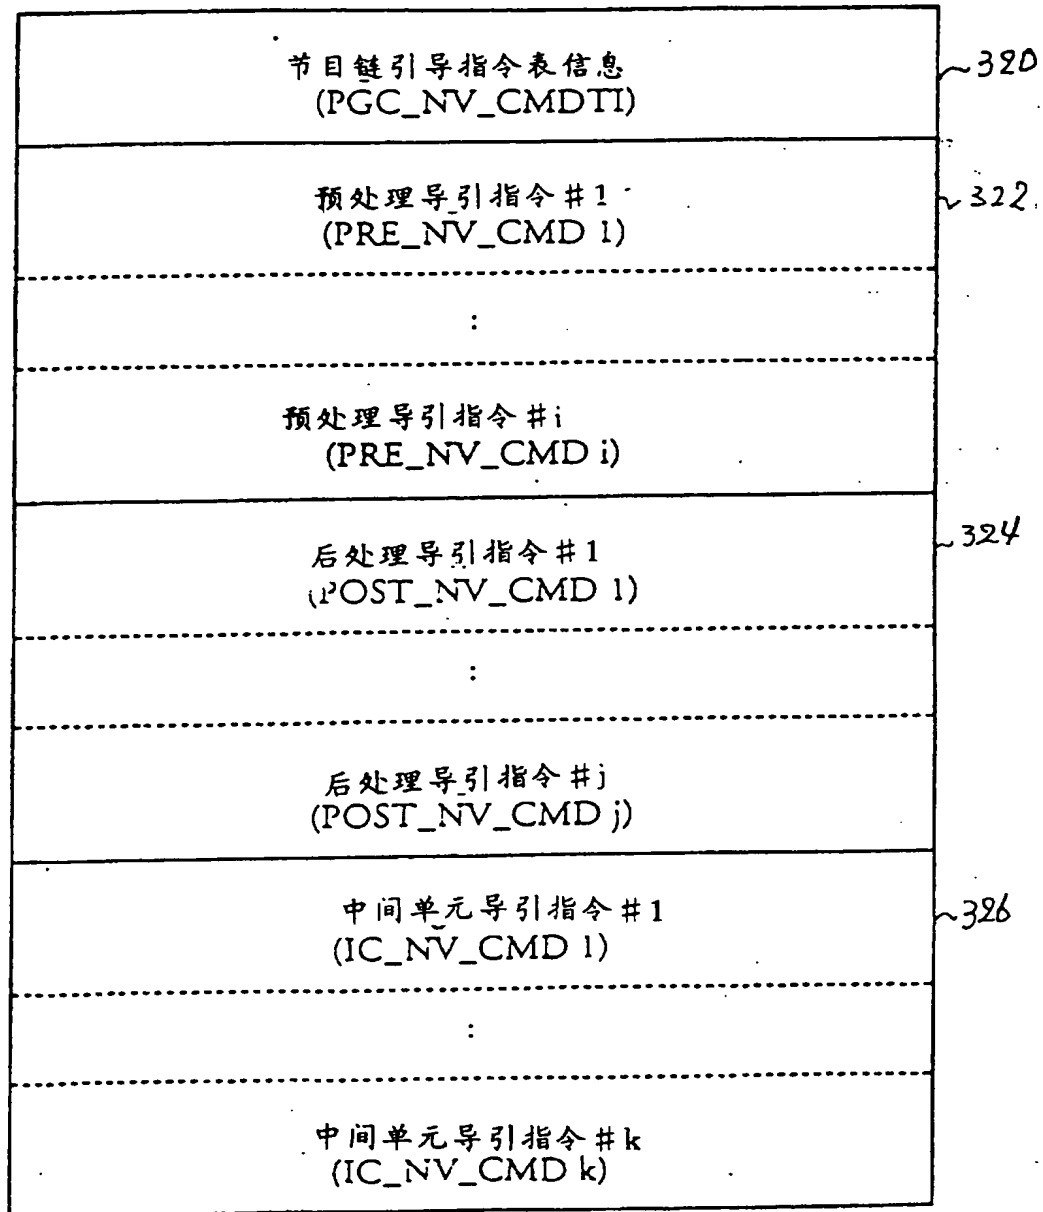 节目链引导指令表信息
(PGC_NV_CMDTI)
320
预处理导引指令#1
(PRE_NV_CMD 1)
322
:
预处理导引指令#i
(PRE_NV_CMD i)
后处理导引指令#1
(POST_NV_CMD 1)
324
:
后处理导引指令#j
(POST_NV_CMD j)
中间单元导引指令#1
(IC_NV_CMD 1)
326
:
中间单元导引指令#k
(IC_NV_CMD k)